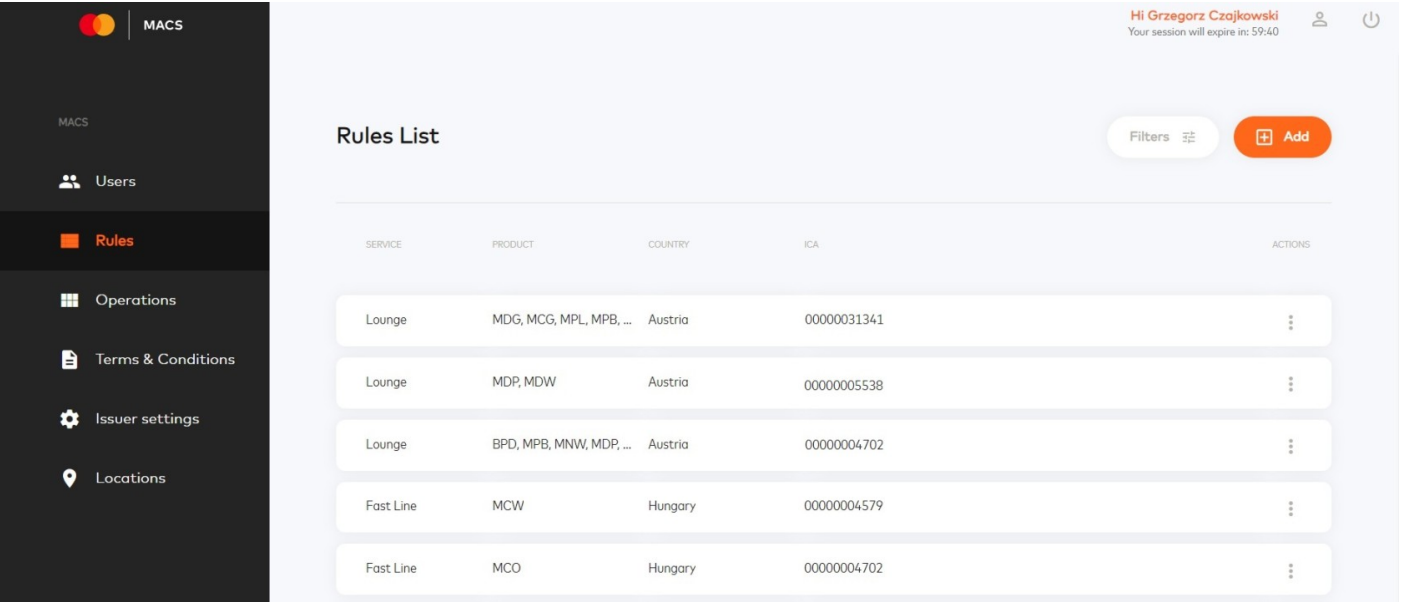 MACS
Hi Grzegorz Czajkowski
Your session will expire in: 59:40
MACS
Users
Rules
Operations
Terms & Conditions
Issuer settings
Locations
Rules List
Filters
Add
SERVICE PRODUCT COUNTRY ICA ACTIONS
Lounge MDG, MCG, MPL, MPB, ... Austria 00000031341
Lounge MDP, MDW Austria 00000005538
Lounge BPD, MPB, MNW, MDP, ... Austria 00000004702
Fast Line MCW Hungary 00000004579
Fast Line MCO Hungary 00000004702